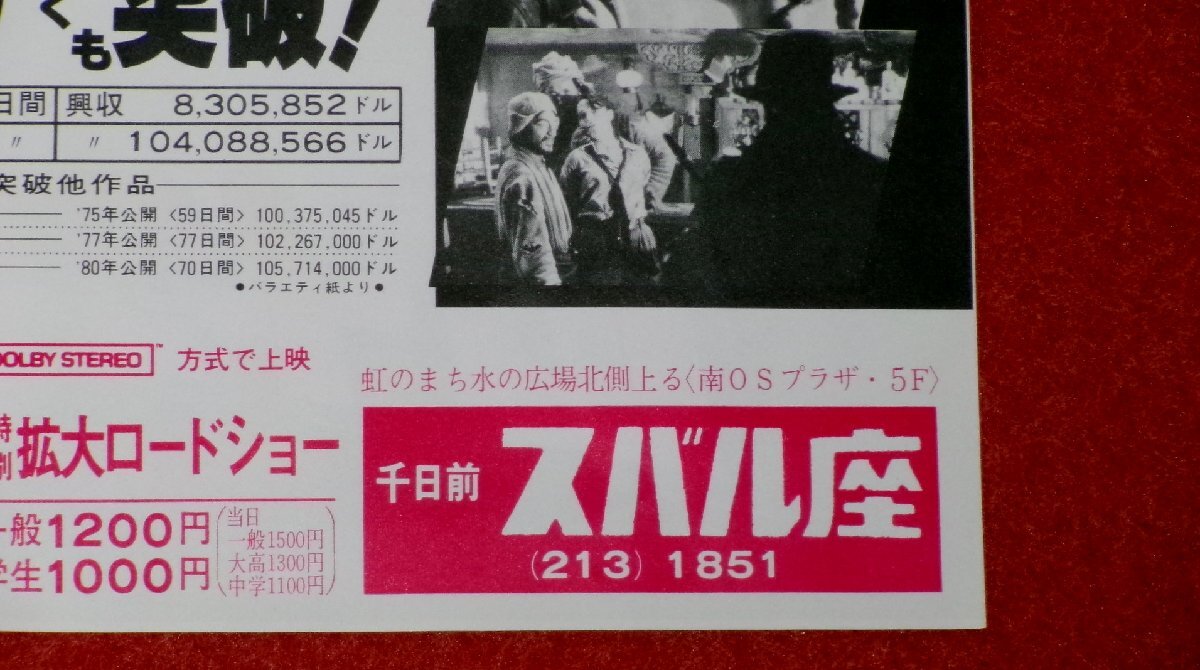 くも突破!
日間 興収 8,305,852ドル
〃 〃 104,088,566ドル
突破他作品
'75年公開〈59日間〉100,375,045ドル
'77年公開〈77日間〉102,267,000ドル
'80年公開〈70日間〉105,714,000ドル
●バラエティ紙より●
DOLBY STEREO™ 方式で上映
拡大ロードショー
一般1200円
学生1000円
(当日
一般1500円
大高1300円
中学1100円)
虹のまち水の広場北側上る〈南OSプラザ・5F〉
千日前 スバル座
(213)1851